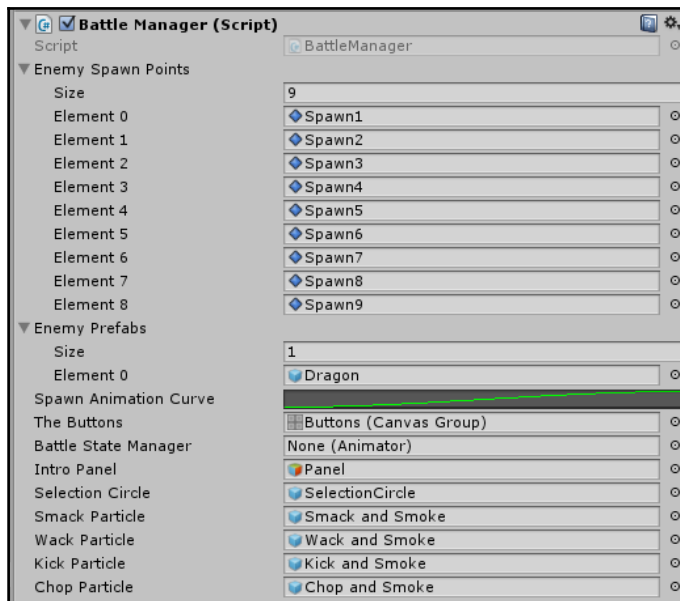 Battle Manager (Script)
Script BattleManager
Enemy Spawn Points
Size 9
Element 0 Spawn1
Element 1 Spawn2
Element 2 Spawn3
Element 3 Spawn4
Element 4 Spawn5
Element 5 Spawn6
Element 6 Spawn7
Element 7 Spawn8
Element 8 Spawn9
Enemy Prefabs
Size 1
Element 0 Dragon
Spawn Animation Curve
The Buttons Buttons (Canvas Group)
Battle State Manager None (Animator)
Intro Panel Panel
Selection Circle SelectionCircle
Smack Particle Smack and Smoke
Wack Particle Wack and Smoke
Kick Particle Kick and Smoke
Chop Particle Chop and Smoke